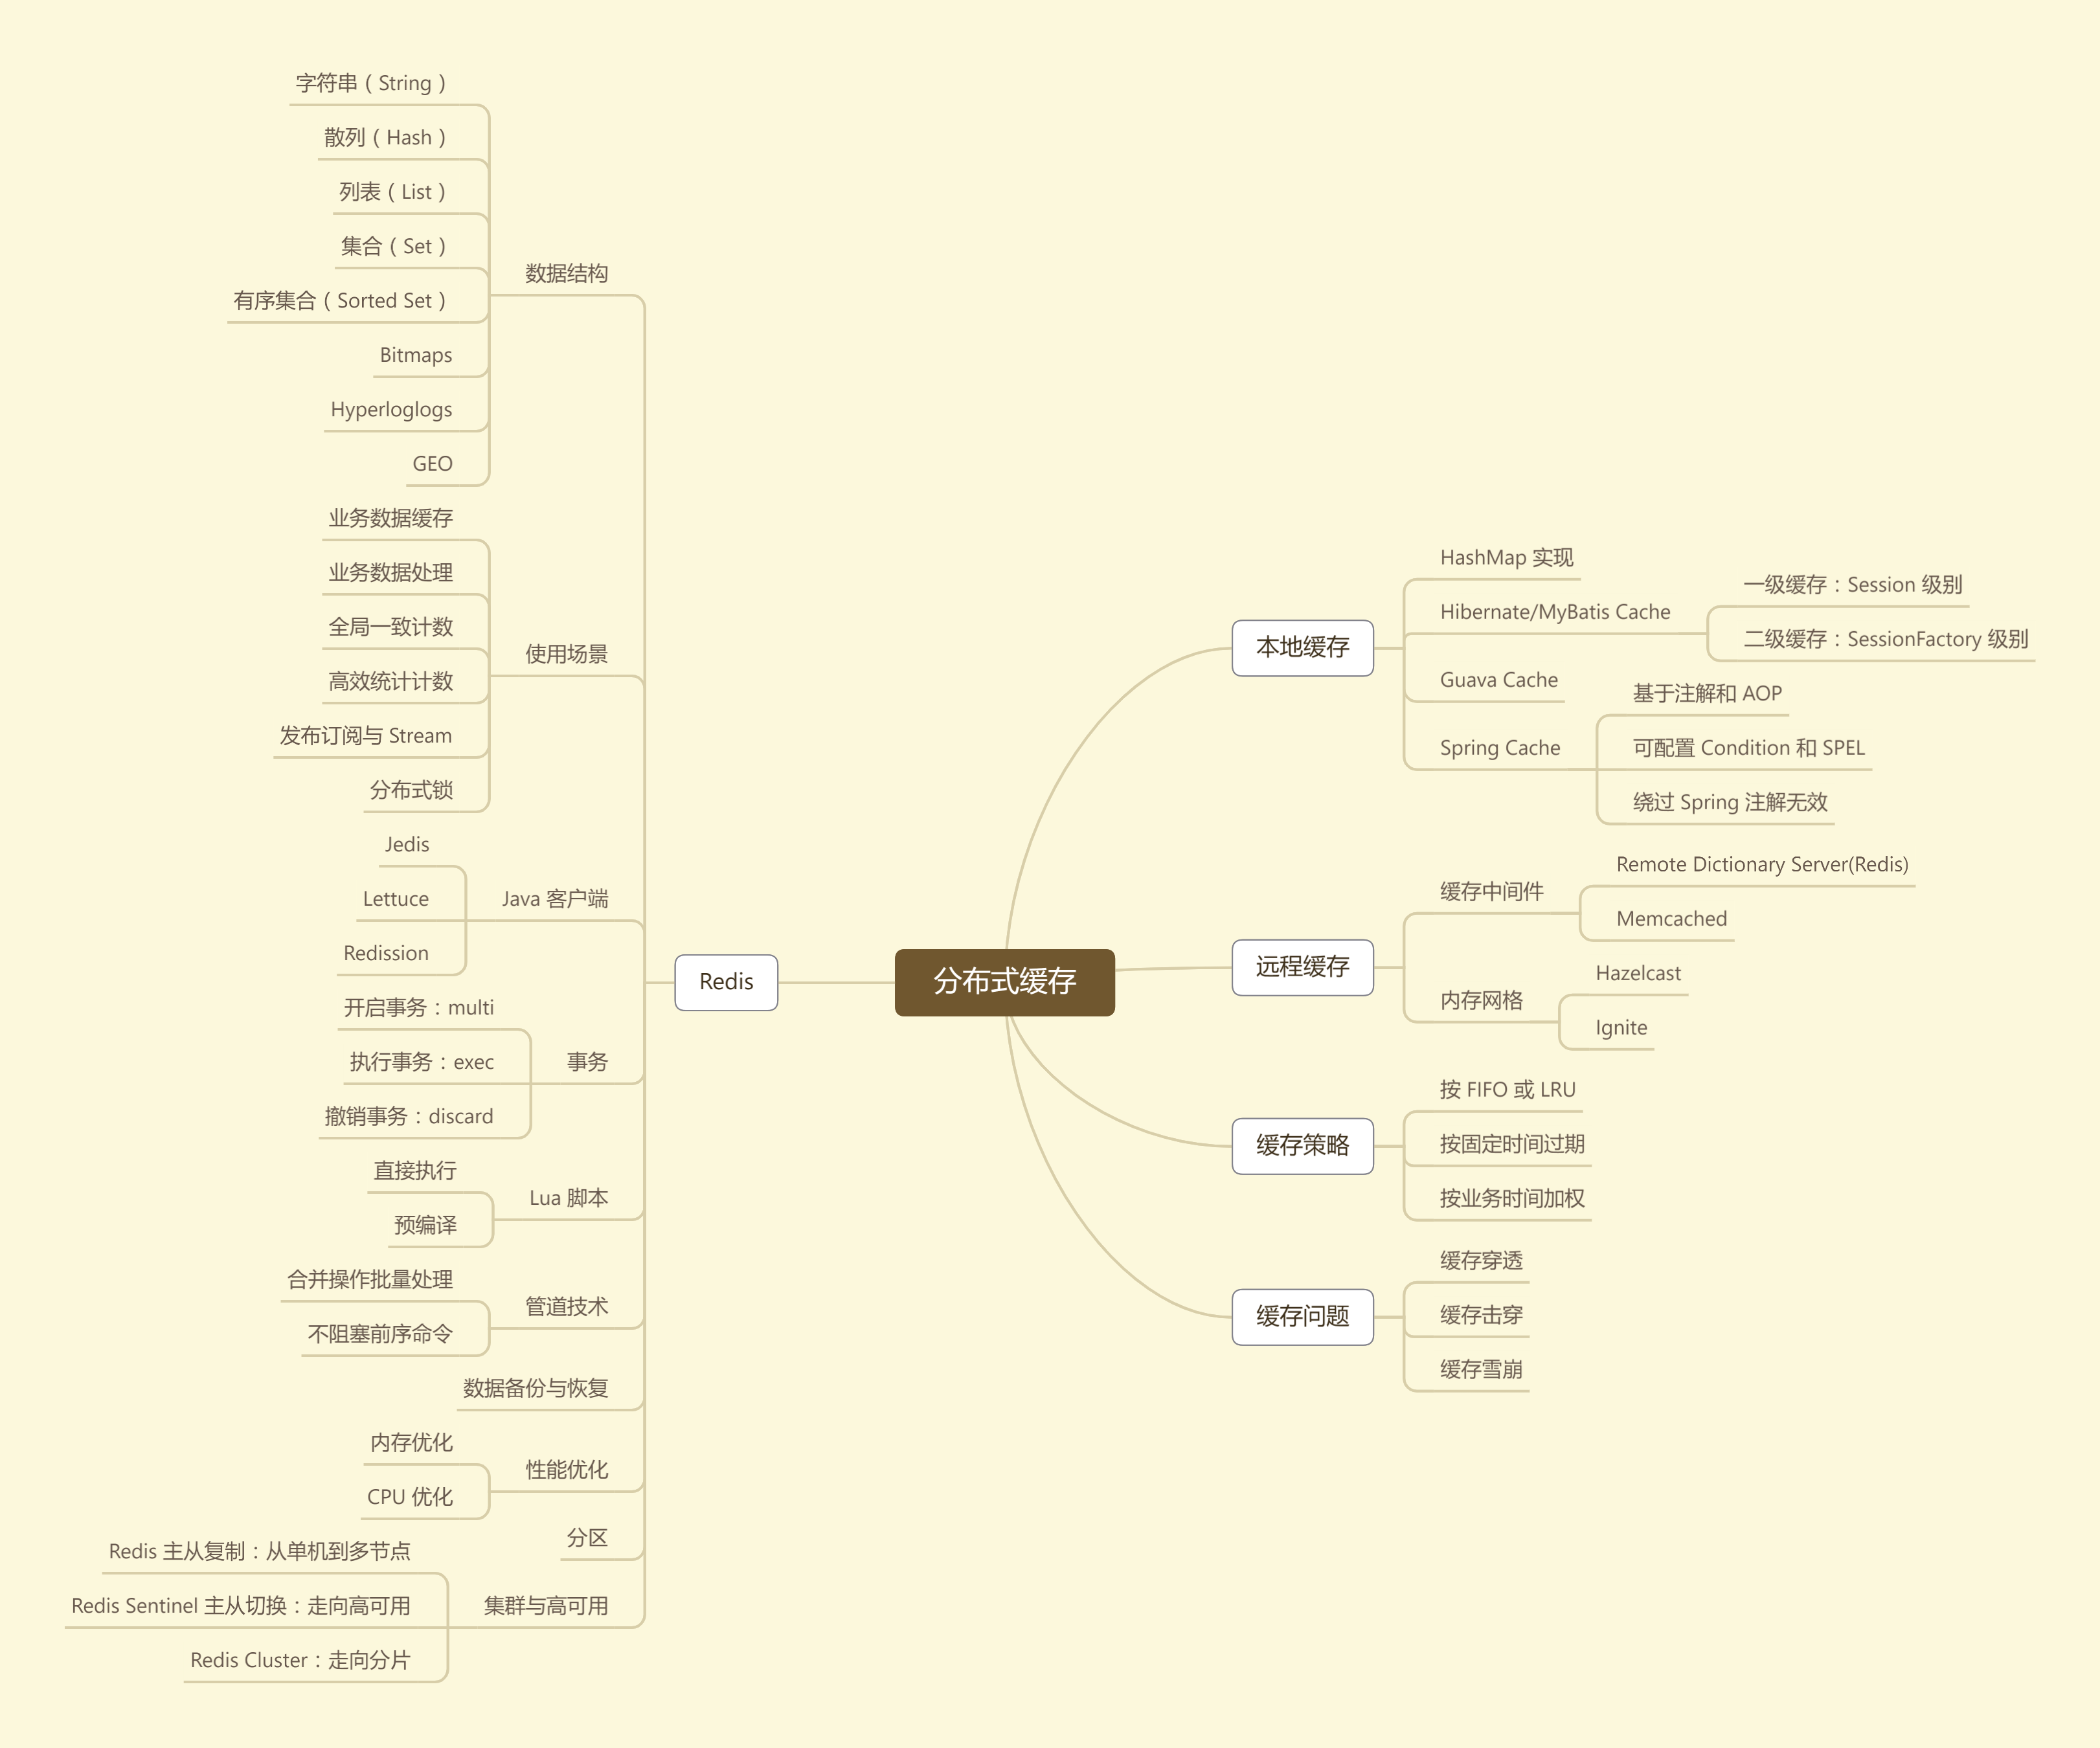 分布式缓存
本地缓存
HashMap 实现
Hibernate/MyBatis Cache
一级缓存：Session 级别
二级缓存：SessionFactory 级别
Guava Cache
Spring Cache
基于注解和 AOP
可配置 Condition 和 SPEL
绕过 Spring 注解无效
远程缓存
缓存中间件
Remote Dictionary Server(Redis)
Memcached
内存网格
Hazelcast
Ignite
缓存策略
按 FIFO 或 LRU
按固定时间过期
按业务时间加权
缓存问题
缓存穿透
缓存击穿
缓存雪崩
Redis
数据结构
字符串（String）
散列（Hash）
列表（List）
集合（Set）
有序集合（Sorted Set）
Bitmaps
Hyperloglogs
GEO
使用场景
业务数据缓存
业务数据处理
全局一致计数
高效统计计数
发布订阅与 Stream
分布式锁
Java 客户端
Jedis
Lettuce
Redission
事务
开启事务：multi
执行事务：exec
撤销事务：discard
Lua 脚本
直接执行
预编译
管道技术
合并操作批量处理
不阻塞前序命令
数据备份与恢复
性能优化
内存优化
CPU 优化
分区
集群与高可用
Redis 主从复制：从单机到多节点
Redis Sentinel 主从切换：走向高可用
Redis Cluster：走向分片